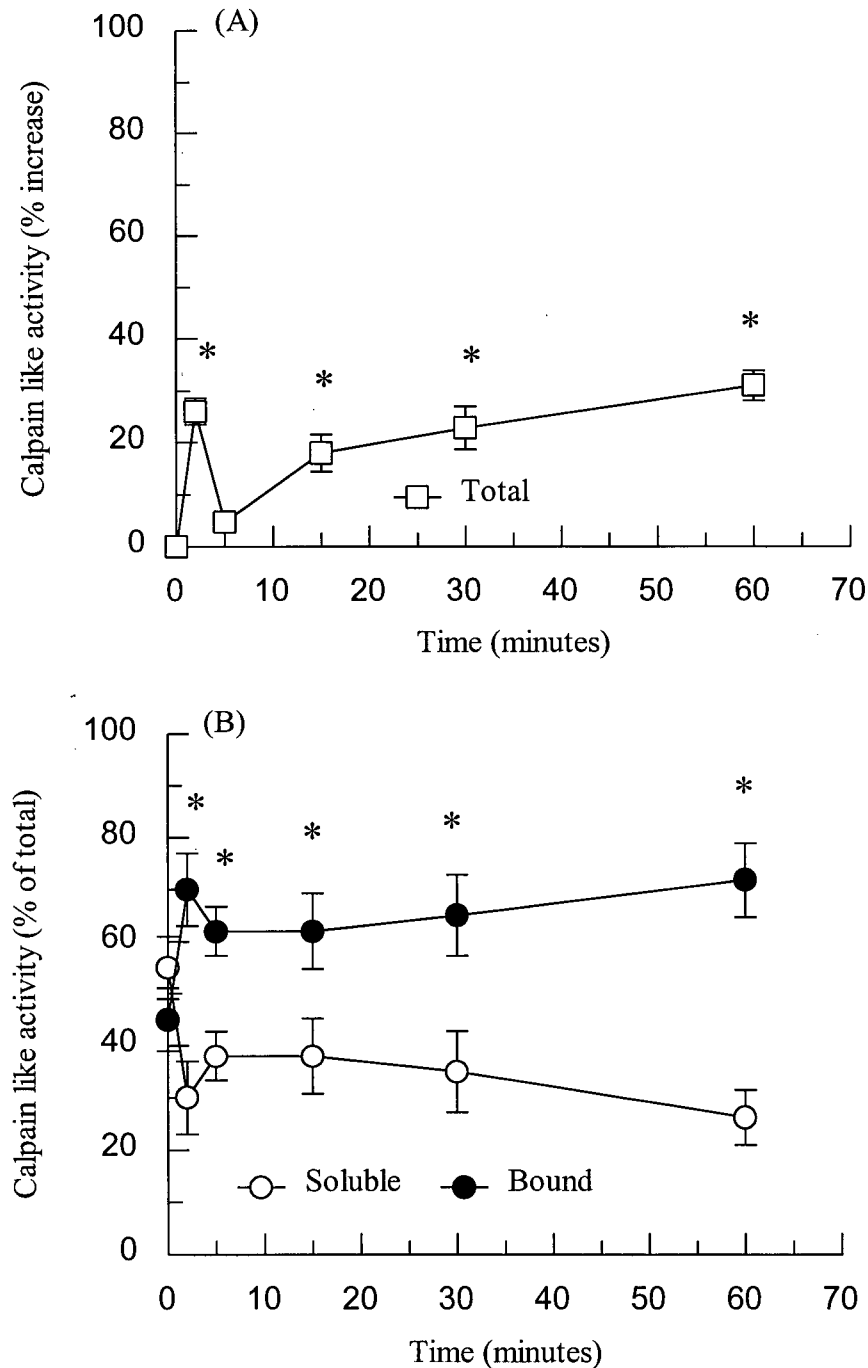 (A)
Calpain like activity (% increase)
100
80
60
40
20
0
* * * *
Total
0 10 20 30 40 50 60 70
Time (minutes)
(B)
Calpain like activity (% of total)
100
80
60
40
20
0
* * * * *
Soluble Bound
0 10 20 30 40 50 60 70
Time (minutes)